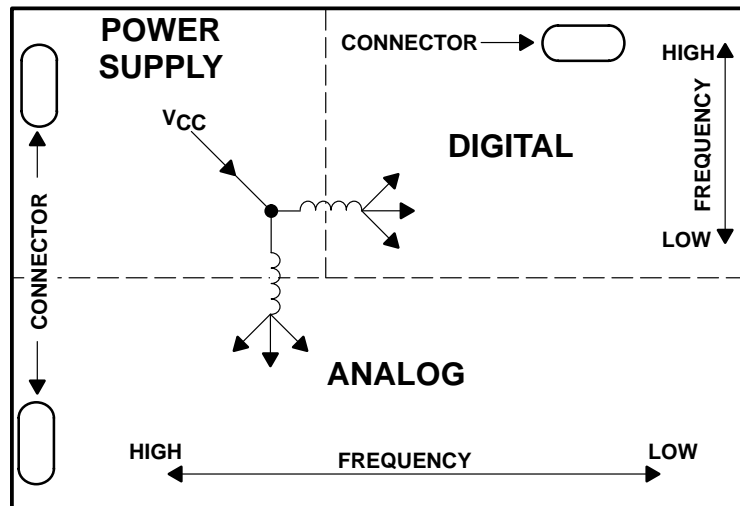 POWER
SUPPLY
CONNECTOR
HIGH
FREQUENCY
LOW
VCC
DIGITAL
CONNECTOR
ANALOG
HIGH
FREQUENCY
LOW